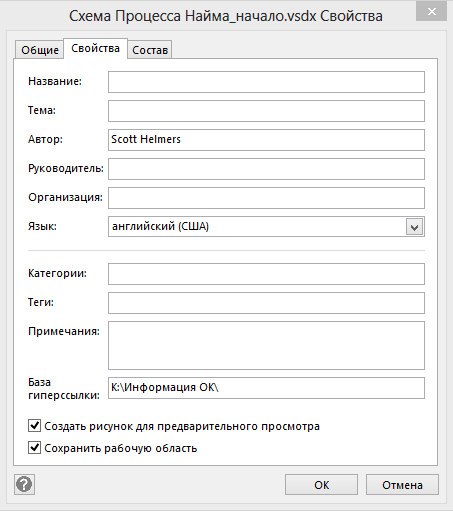 Схема Процесса Найма_начало.vsdx Свойства
Общие Свойства Состав
Название:
Тема:
Автор: Scott Helmers
Руководитель:
Организация:
Язык: английский (США)
Категории:
Теги:
Примечания:
База
гиперссылки: K:\Информация ОК\
Создать рисунок для предварительного просмотра
Сохранить рабочую область
? ОК Отмена